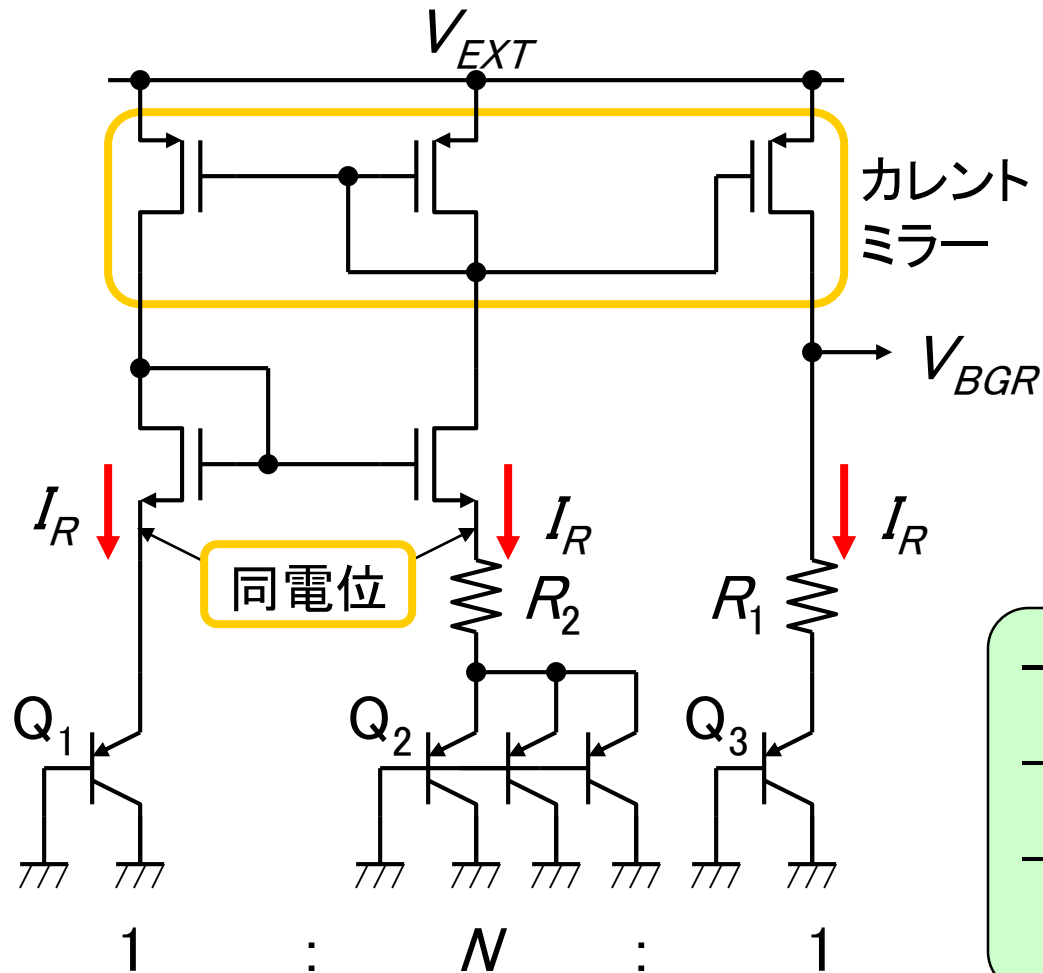 V_EXT
カレント
ミラー
V_BGR
I_R
I_R
I_R
同電位
R_2
R_1
Q_1
Q_2
Q_3
1 : N : 1